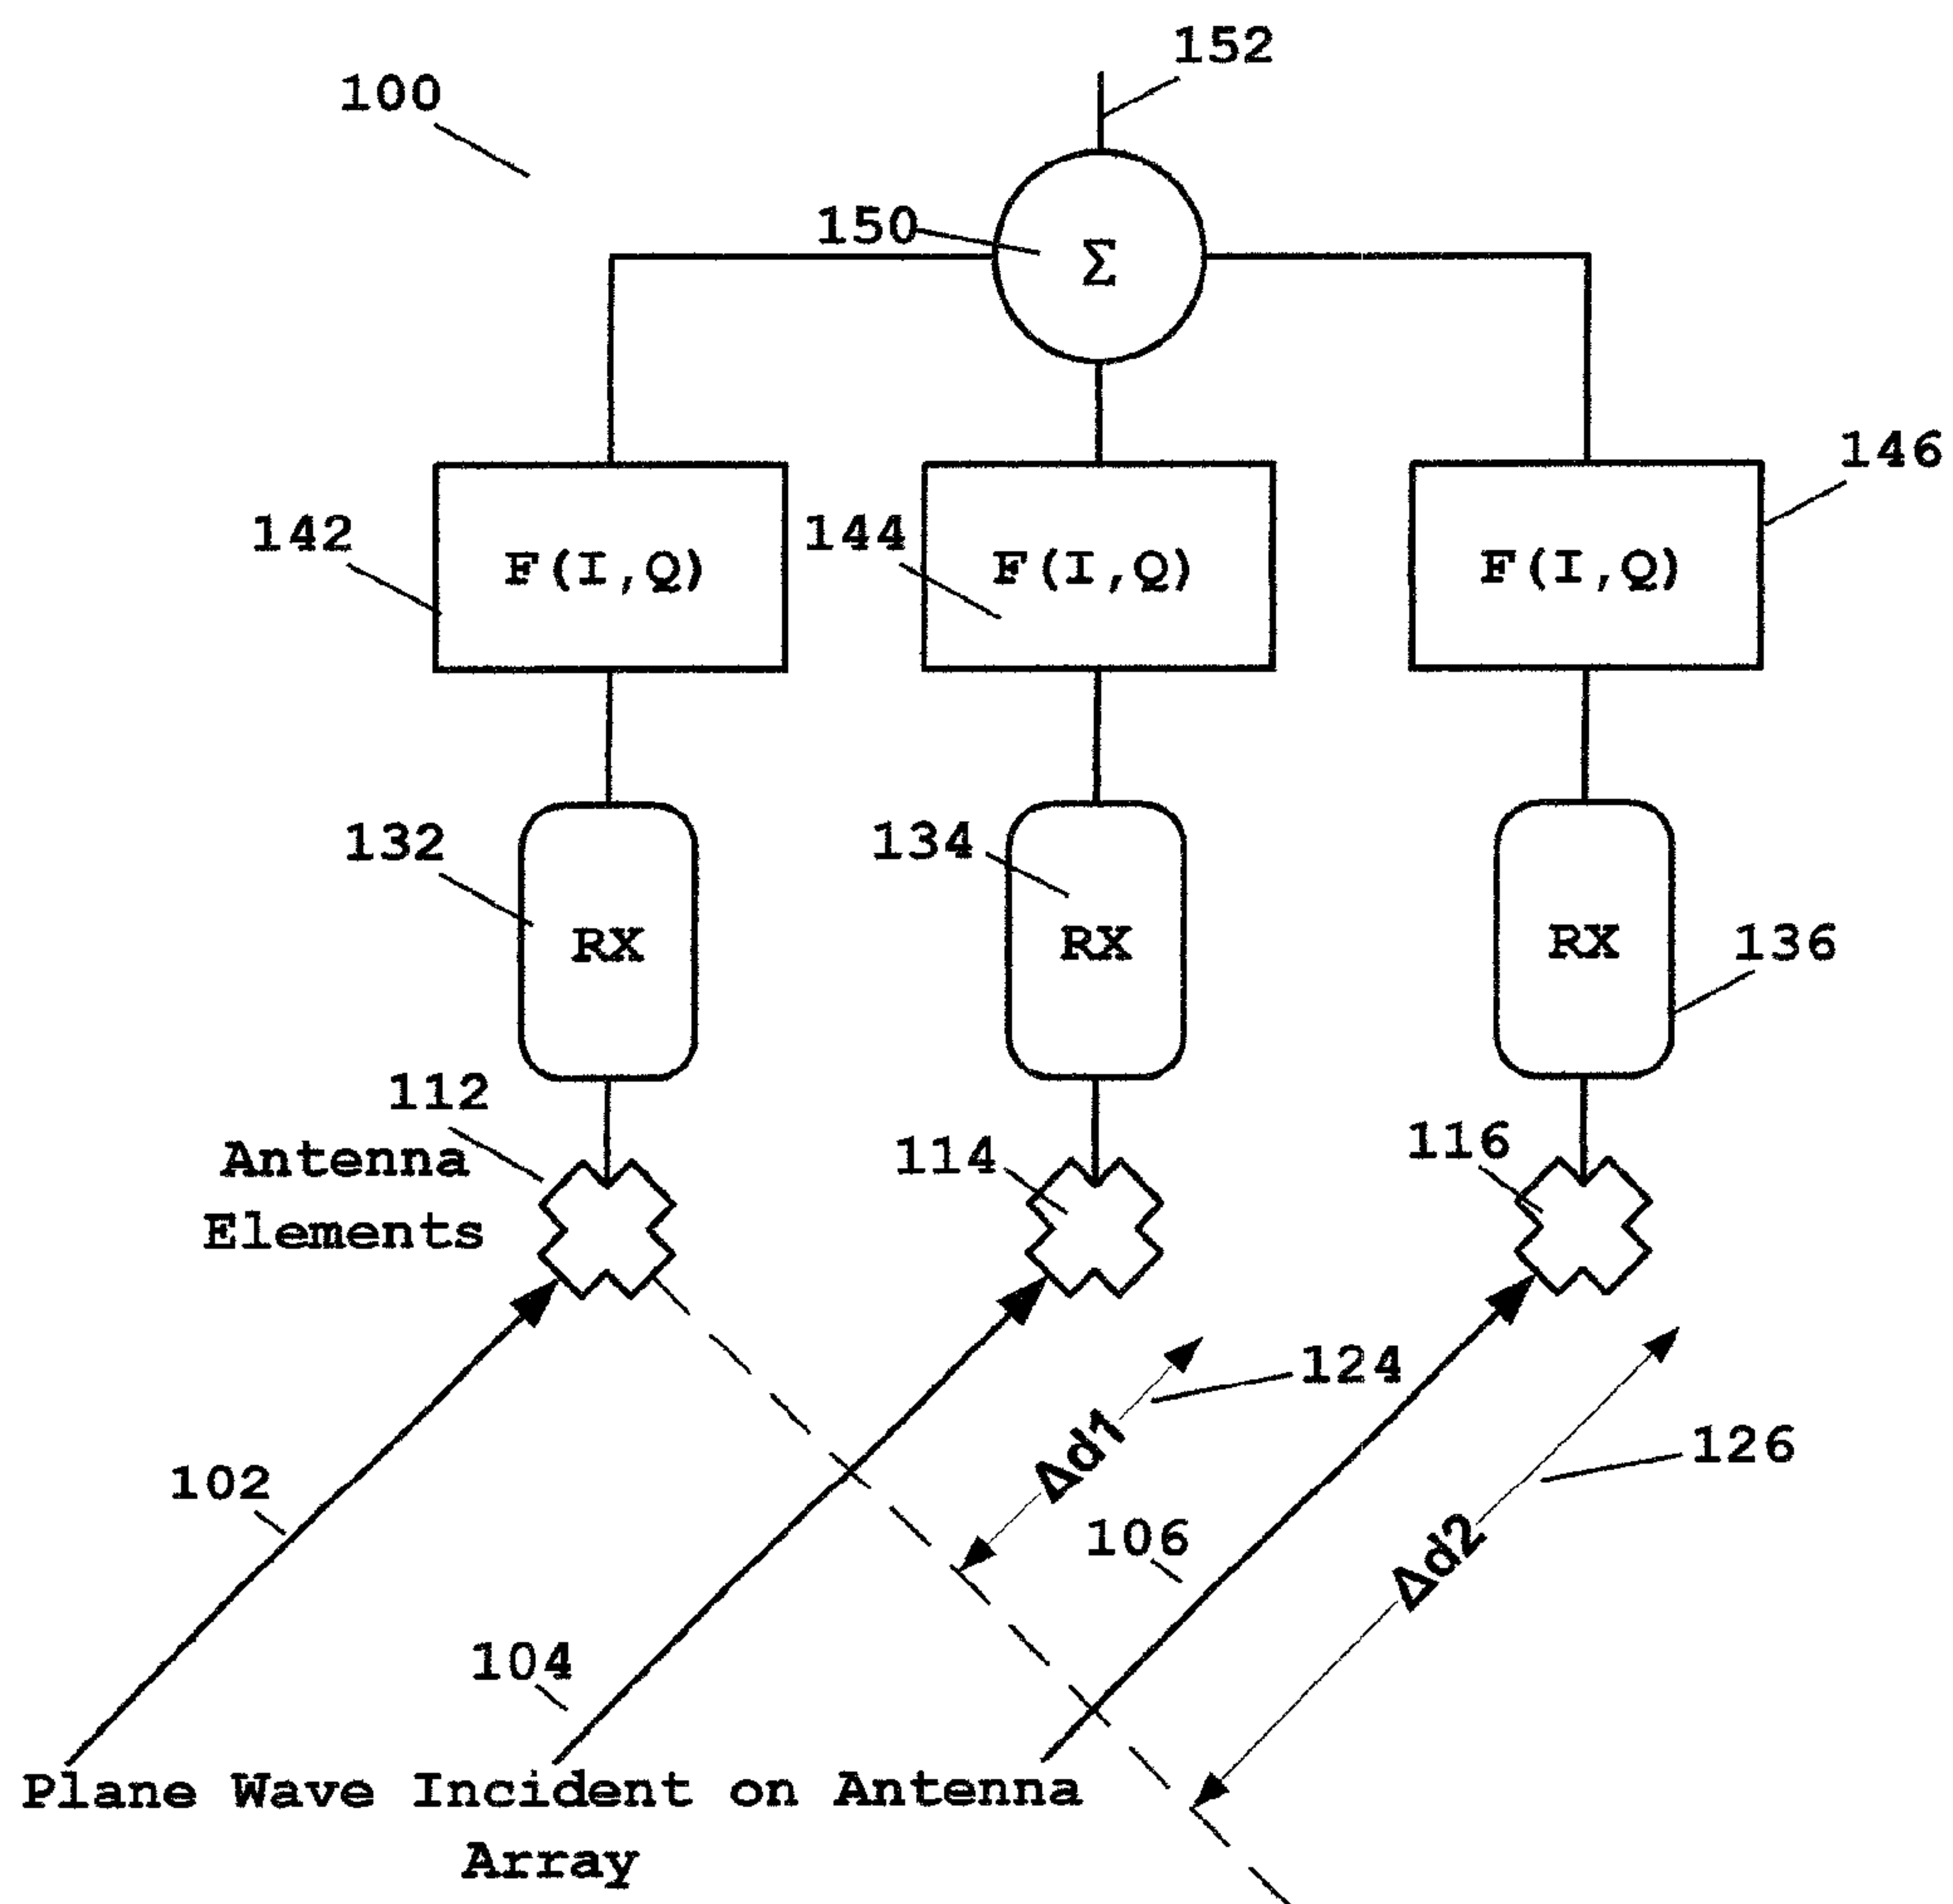 152
100
150
Σ
146
142
F(I,Q)
144
F(I,Q)
F(I,Q)
132
RX
134
RX
RX
136
112
Antenna
Elements
114
116
124
Δd1
126
102
106
Δd2
104
Plane Wave Incident on Antenna
Array